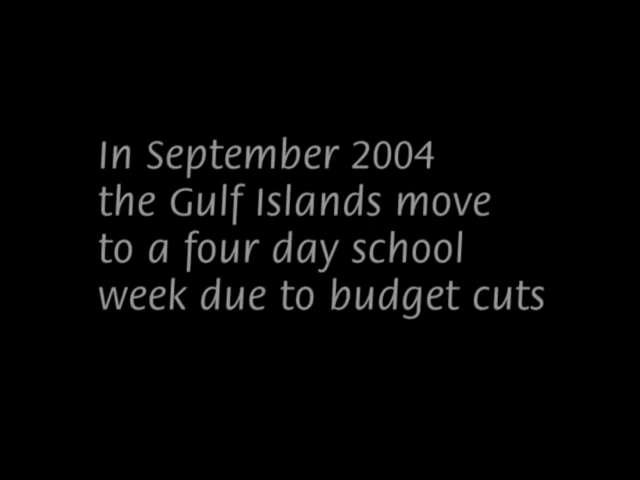 In September 2004
the Gulf Islands move
to a four day school
week due to budget cuts